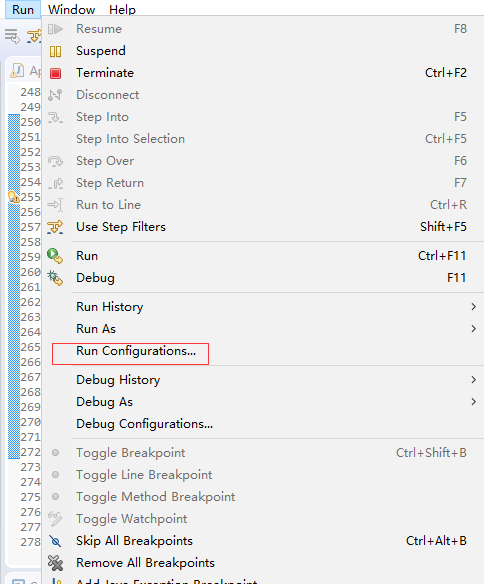 Run Window Help
Resume F8
Suspend
Terminate Ctrl+F2
Disconnect
Step Into F5
Step Into Selection Ctrl+F5
Step Over F6
Step Return F7
Run to Line Ctrl+R
Use Step Filters Shift+F5
Run Ctrl+F11
Debug F11
Run History
Run As
Run Configurations...
Debug History
Debug As
Debug Configurations...
Toggle Breakpoint Ctrl+Shift+B
Toggle Line Breakpoint
Toggle Method Breakpoint
Toggle Watchpoint
Skip All Breakpoints Ctrl+Alt+B
Remove All Breakpoints
Add Java Exception Breakpoint
248
249
250
251
252
253
254
255
256
257
258
259
260
261
262
263
264
265
266
267
268
269
270
271
272
273
274
275
276
277
278